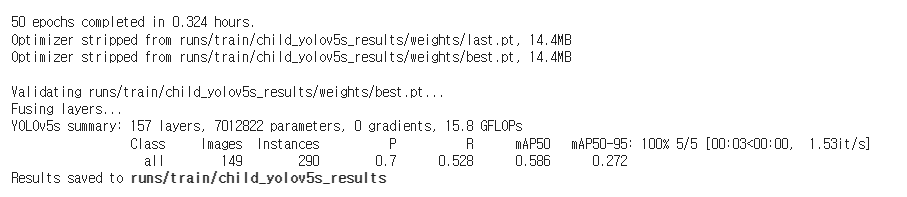 50 epochs completed in 0.324 hours.
Optimizer stripped from runs/train/child_yolov5s_results/weights/last.pt, 14.4MB
Optimizer stripped from runs/train/child_yolov5s_results/weights/best.pt, 14.4MB
Validating runs/train/child_yolov5s_results/weights/best.pt...
Fusing layers...
YOLOv5s summary: 157 layers, 7012822 parameters, 0 gradients, 15.8 GFLOPs
Class Images Instances P R mAP50 mAP50-95: 100% 5/5 [00:03<00:00, 1.53it/s]
all 149 290 0.7 0.528 0.586 0.272
Results saved to runs/train/child_yolov5s_results